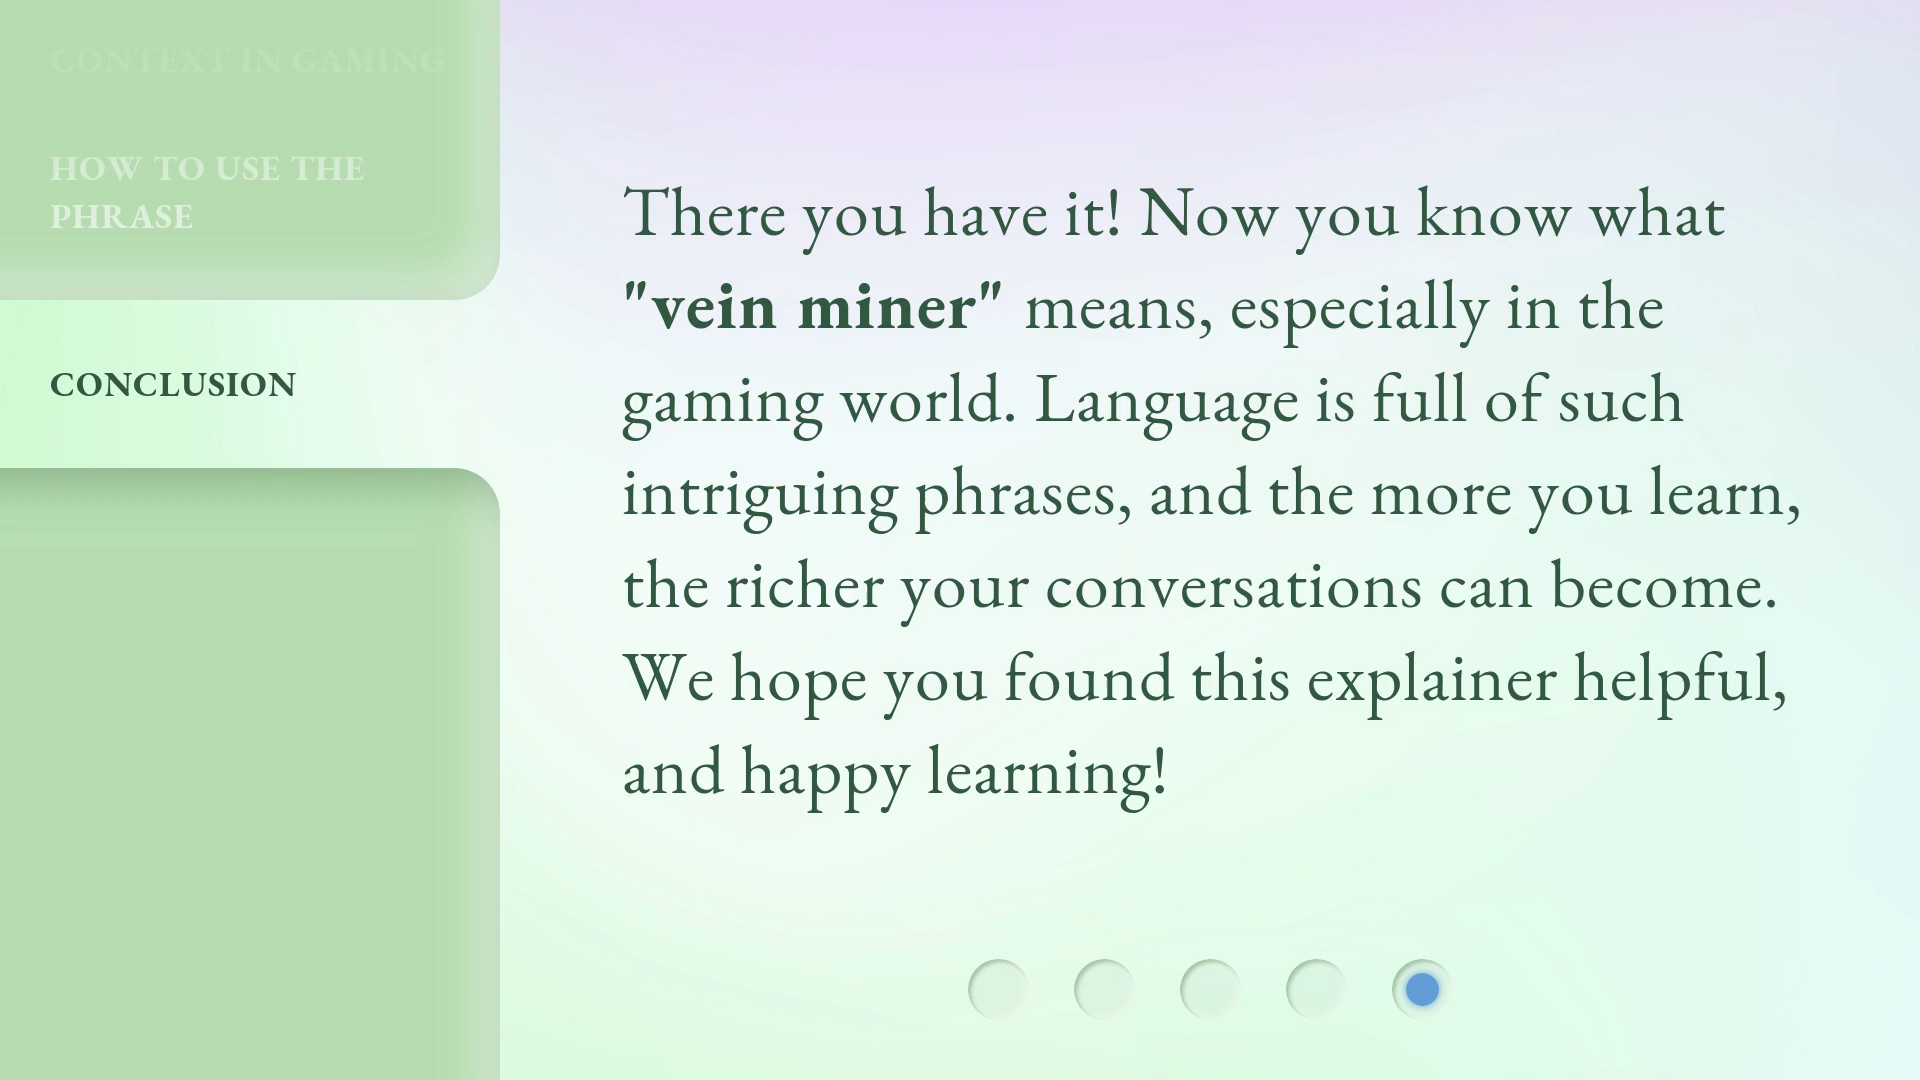 CONTEXT IN GAMING
HOW TO USE THE
PHRASE
CONCLUSION
There you have it! Now you know what
"vein miner" means, especially in the
gaming world. Language is full of such
intriguing phrases, and the more you learn,
the richer your conversations can become.
We hope you found this explainer helpful,
and happy learning!